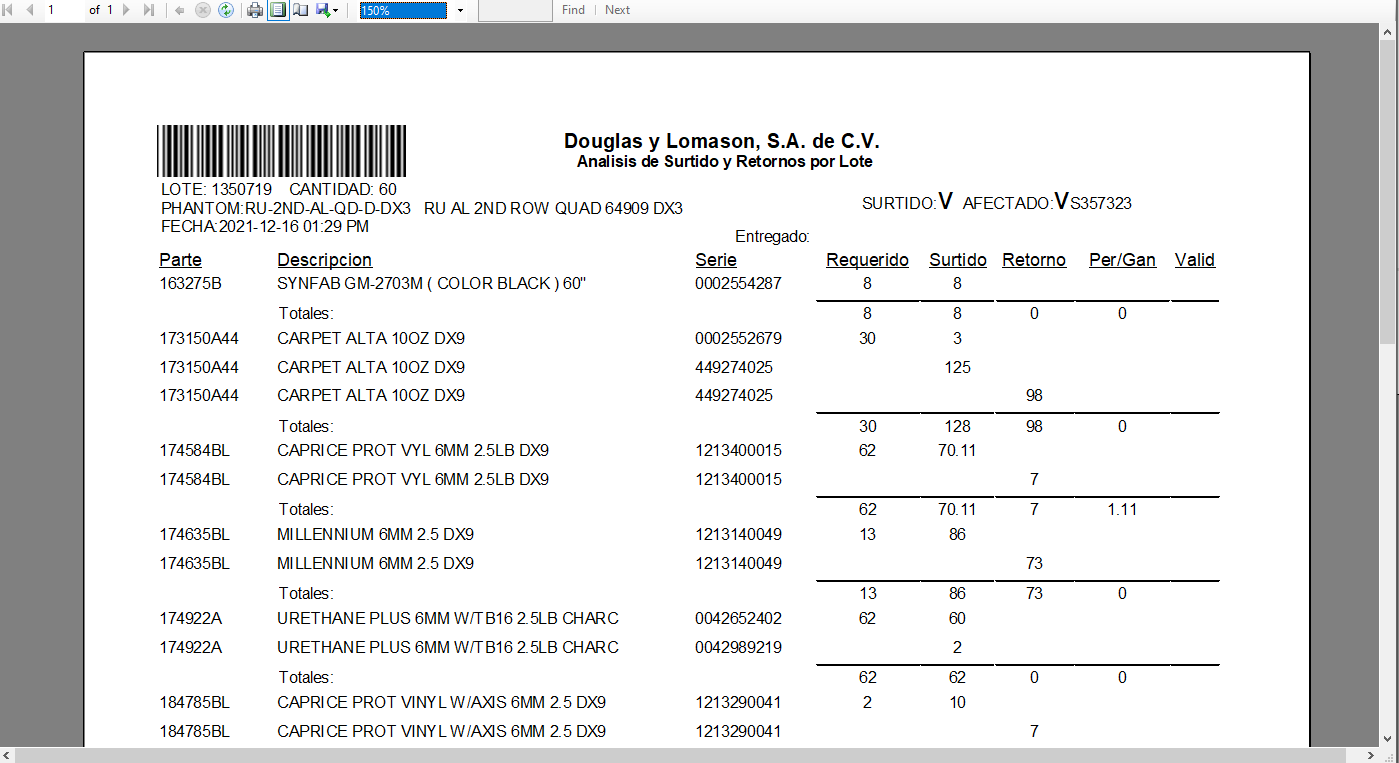 1 of 1 150% Find | Next
Douglas y Lomason, S.A. de C.V.
Analisis de Surtido y Retornos por Lote
LOTE: 1350719 CANTIDAD: 60
PHANTOM:RU-2ND-AL-QD-D-DX3 RU AL 2ND ROW QUAD 64909 DX3
SURTIDO:V AFECTADO:V S357323
FECHA:2021-12-16 01:29 PM
Entregado:
Parte Descripcion Serie Requerido Surtido Retorno Per/Gan Valid
163275B SYNFAB GM-2703M ( COLOR BLACK ) 60" 0002554287 8 8
Totales: 8 8 0 0
173150A44 CARPET ALTA 10OZ DX9 0002552679 30 3
173150A44 CARPET ALTA 10OZ DX9 449274025 125
173150A44 CARPET ALTA 10OZ DX9 449274025 98
Totales: 30 128 98 0
174584BL CAPRICE PROT VYL 6MM 2.5LB DX9 1213400015 62 70.11
174584BL CAPRICE PROT VYL 6MM 2.5LB DX9 1213400015 7
Totales: 62 70.11 7 1.11
174635BL MILLENNIUM 6MM 2.5 DX9 1213140049 13 86
174635BL MILLENNIUM 6MM 2.5 DX9 1213140049 73
Totales: 13 86 73 0
174922A URETHANE PLUS 6MM W/TB16 2.5LB CHARC 0042652402 62 60
174922A URETHANE PLUS 6MM W/TB16 2.5LB CHARC 0042989219 2
Totales: 62 62 0 0
184785BL CAPRICE PROT VINYL W/AXIS 6MM 2.5 DX9 1213290041 2 10
184785BL CAPRICE PROT VINYL W/AXIS 6MM 2.5 DX9 1213290041 7